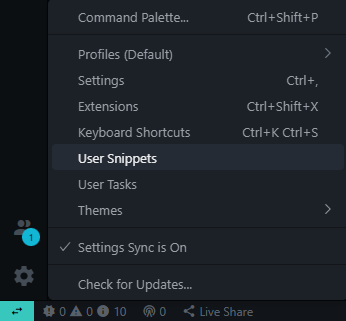 Command Palette... Ctrl+Shift+P
Profiles (Default)
Settings Ctrl+,
Extensions Ctrl+Shift+X
Keyboard Shortcuts Ctrl+K Ctrl+S
User Snippets
User Tasks
Themes
Settings Sync is On
Check for Updates...
1
0 0 10 0 Live Share